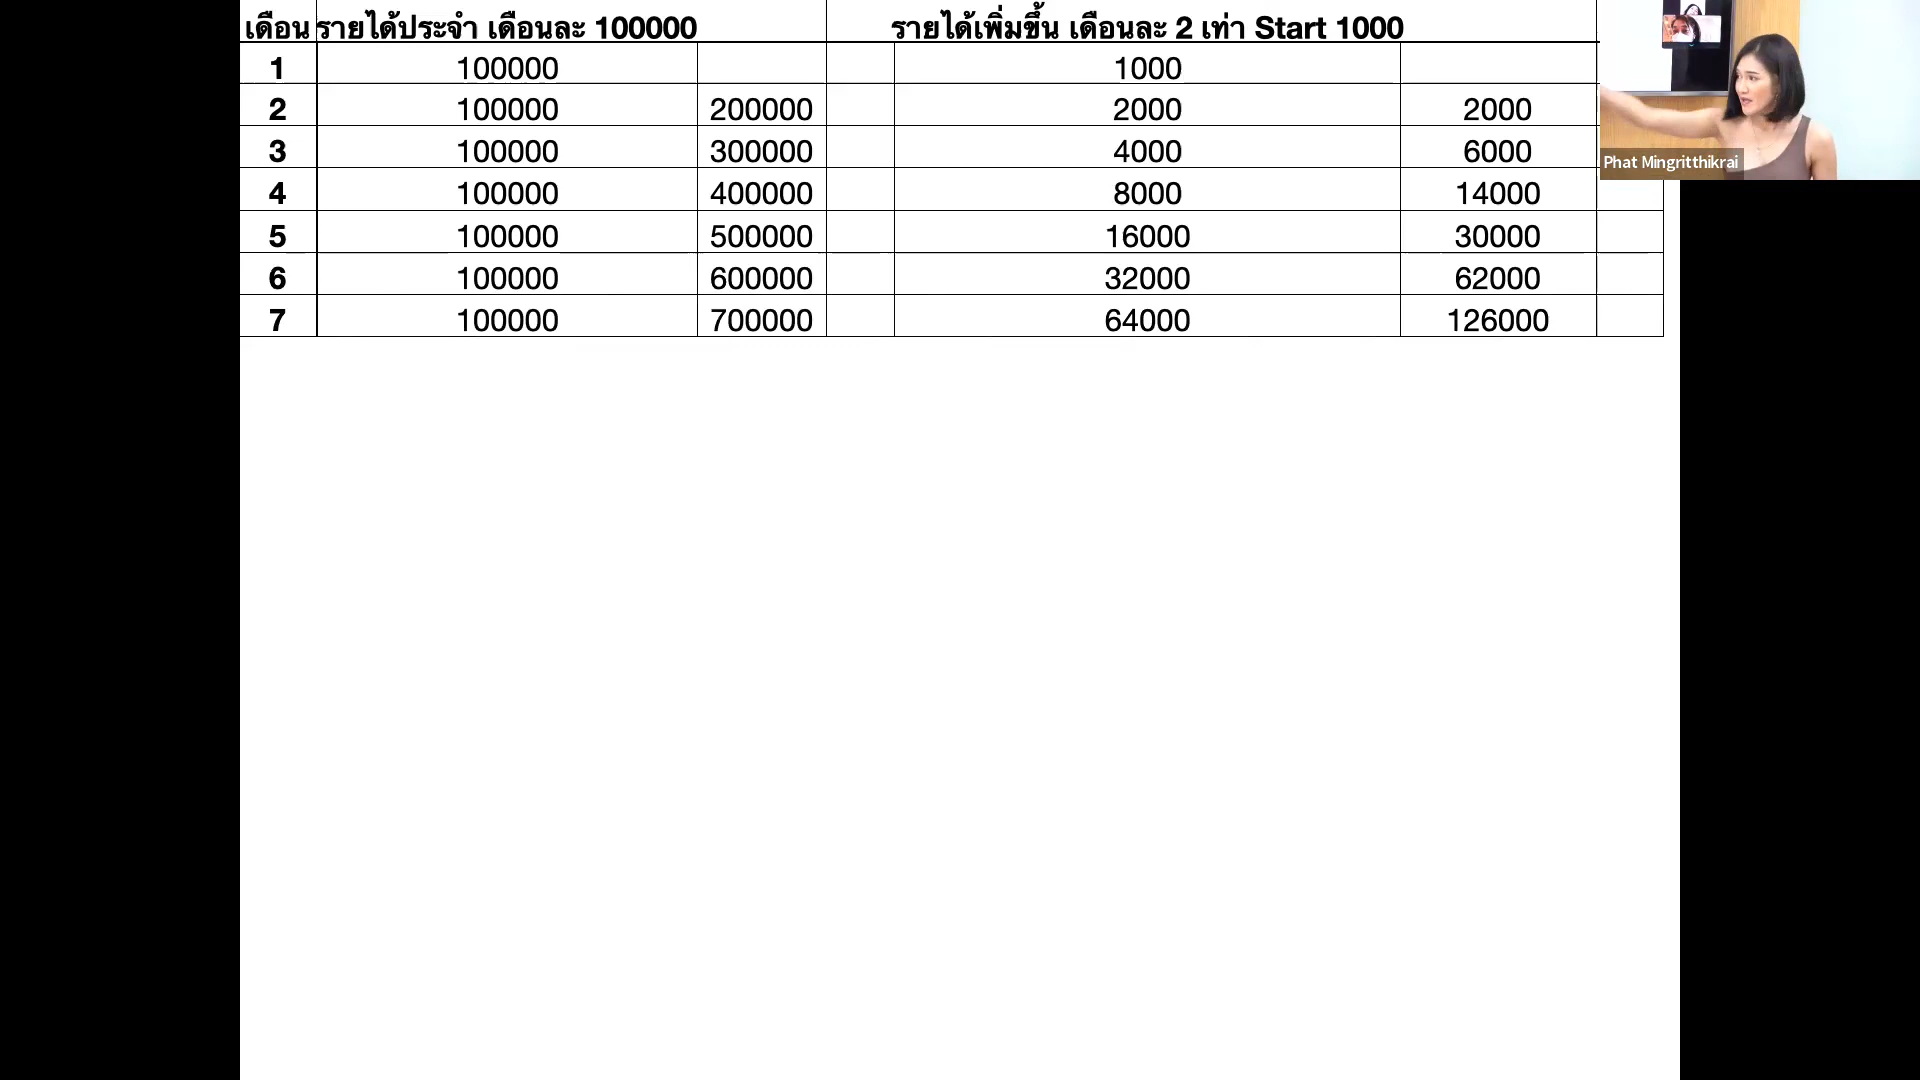 เดือน รายได้ประจำ เดือนละ 100000 รายได้เพิ่มขึ้น เดือนละ 2 เท่า Start 1000
1 100000 1000
2 100000 200000 2000 2000
3 100000 300000 4000 6000
4 100000 400000 8000 14000
5 100000 500000 16000 30000
6 100000 600000 32000 62000
7 100000 700000 64000 126000
Phat Mingritthikrai